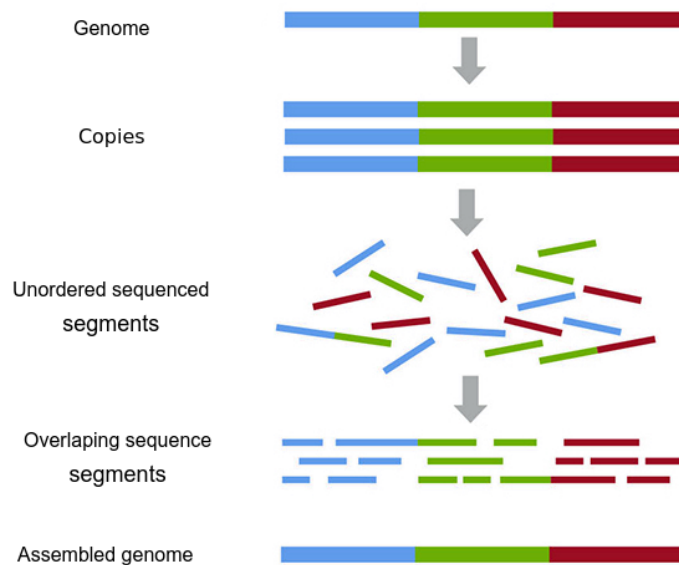 Genome
Copies
Unordered sequenced
segments
Overlaping sequence
segments
Assembled genome